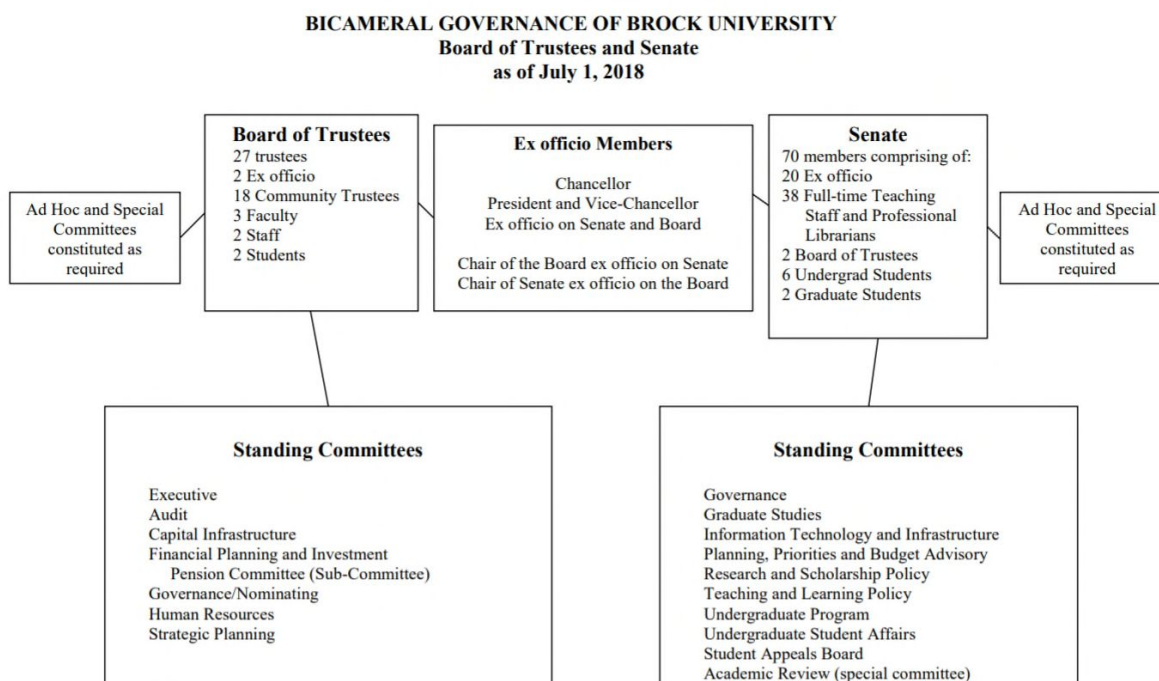 BICAMERAL GOVERNANCE OF BROCK UNIVERSITY
Board of Trustees and Senate
as of July 1, 2018
Ad Hoc and Special
Committees
constituted as
required
Board of Trustees
27 trustees
2 Ex officio
18 Community Trustees
3 Faculty
2 Staff
2 Students
Ex officio Members
Chancellor
President and Vice-Chancellor
Ex officio on Senate and Board
Chair of the Board ex officio on Senate
Chair of Senate ex officio on the Board
Senate
70 members comprising of:
20 Ex officio
38 Full-time Teaching
Staff and Professional
Librarians
2 Board of Trustees
6 Undergrad Students
2 Graduate Students
Ad Hoc and Special
Committees
constituted as
required
Standing Committees
Executive
Audit
Capital Infrastructure
Financial Planning and Investment
Pension Committee (Sub-Committee)
Governance/Nominating
Human Resources
Strategic Planning
Standing Committees
Governance
Graduate Studies
Information Technology and Infrastructure
Planning, Priorities and Budget Advisory
Research and Scholarship Policy
Teaching and Learning Policy
Undergraduate Program
Undergraduate Student Affairs
Student Appeals Board
Academic Review (special committee)